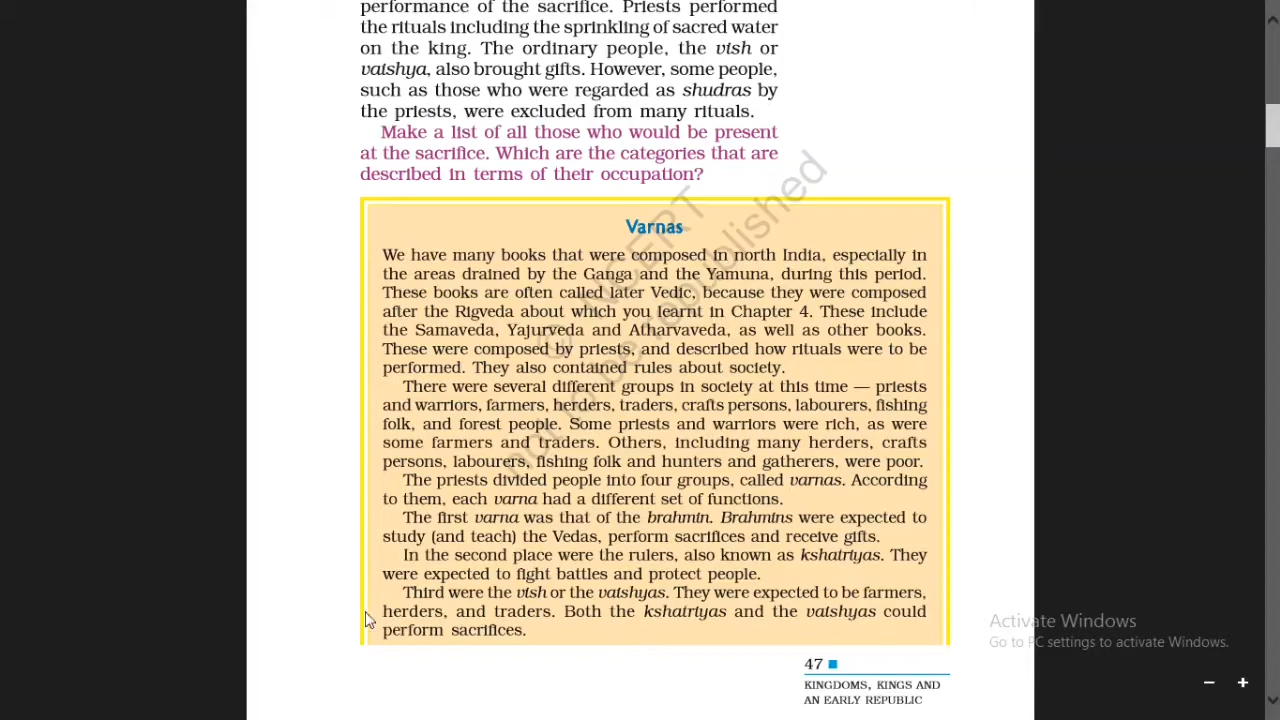 performance of the sacrifice. Priests performed
the rituals including the sprinkling of sacred water
on the king. The ordinary people, the vish or
vaishya, also brought gifts. However, some people,
such as those who were regarded as shudras by
the priests, were excluded from many rituals.
Make a list of all those who would be present
at the sacrifice. Which are the categories that are
described in terms of their occupation?
Varnas
We have many books that were composed in north India, especially in
the areas drained by the Ganga and the Yamuna, during this period.
These books are often called later Vedic, because they were composed
after the Rigveda about which you learnt in Chapter 4. These include
the Samaveda, Yajurveda and Atharvaveda, as well as other books.
These were composed by priests, and described how rituals were to be
performed. They also contained rules about society.
There were several different groups in society at this time — priests
and warriors, farmers, herders, traders, crafts persons, labourers, fishing
folk, and forest people. Some priests and warriors were rich, as were
some farmers and traders. Others, including many herders, crafts
persons, labourers, fishing folk and hunters and gatherers, were poor.
The priests divided people into four groups, called varnas. According
to them, each varna had a different set of functions.
The first varna was that of the brahmin. Brahmins were expected to
study (and teach) the Vedas, perform sacrifices and receive gifts.
In the second place were the rulers, also known as kshatriyas. They
were expected to fight battles and protect people.
Third were the vish or the vaishyas. They were expected to be farmers,
herders, and traders. Both the kshatriyas and the vaishyas could
perform sacrifices.
© NCERT
not to be republished
47
KINGDOMS, KINGS AND
AN EARLY REPUBLIC
Activate Windows
Go to PC settings to activate Windows.